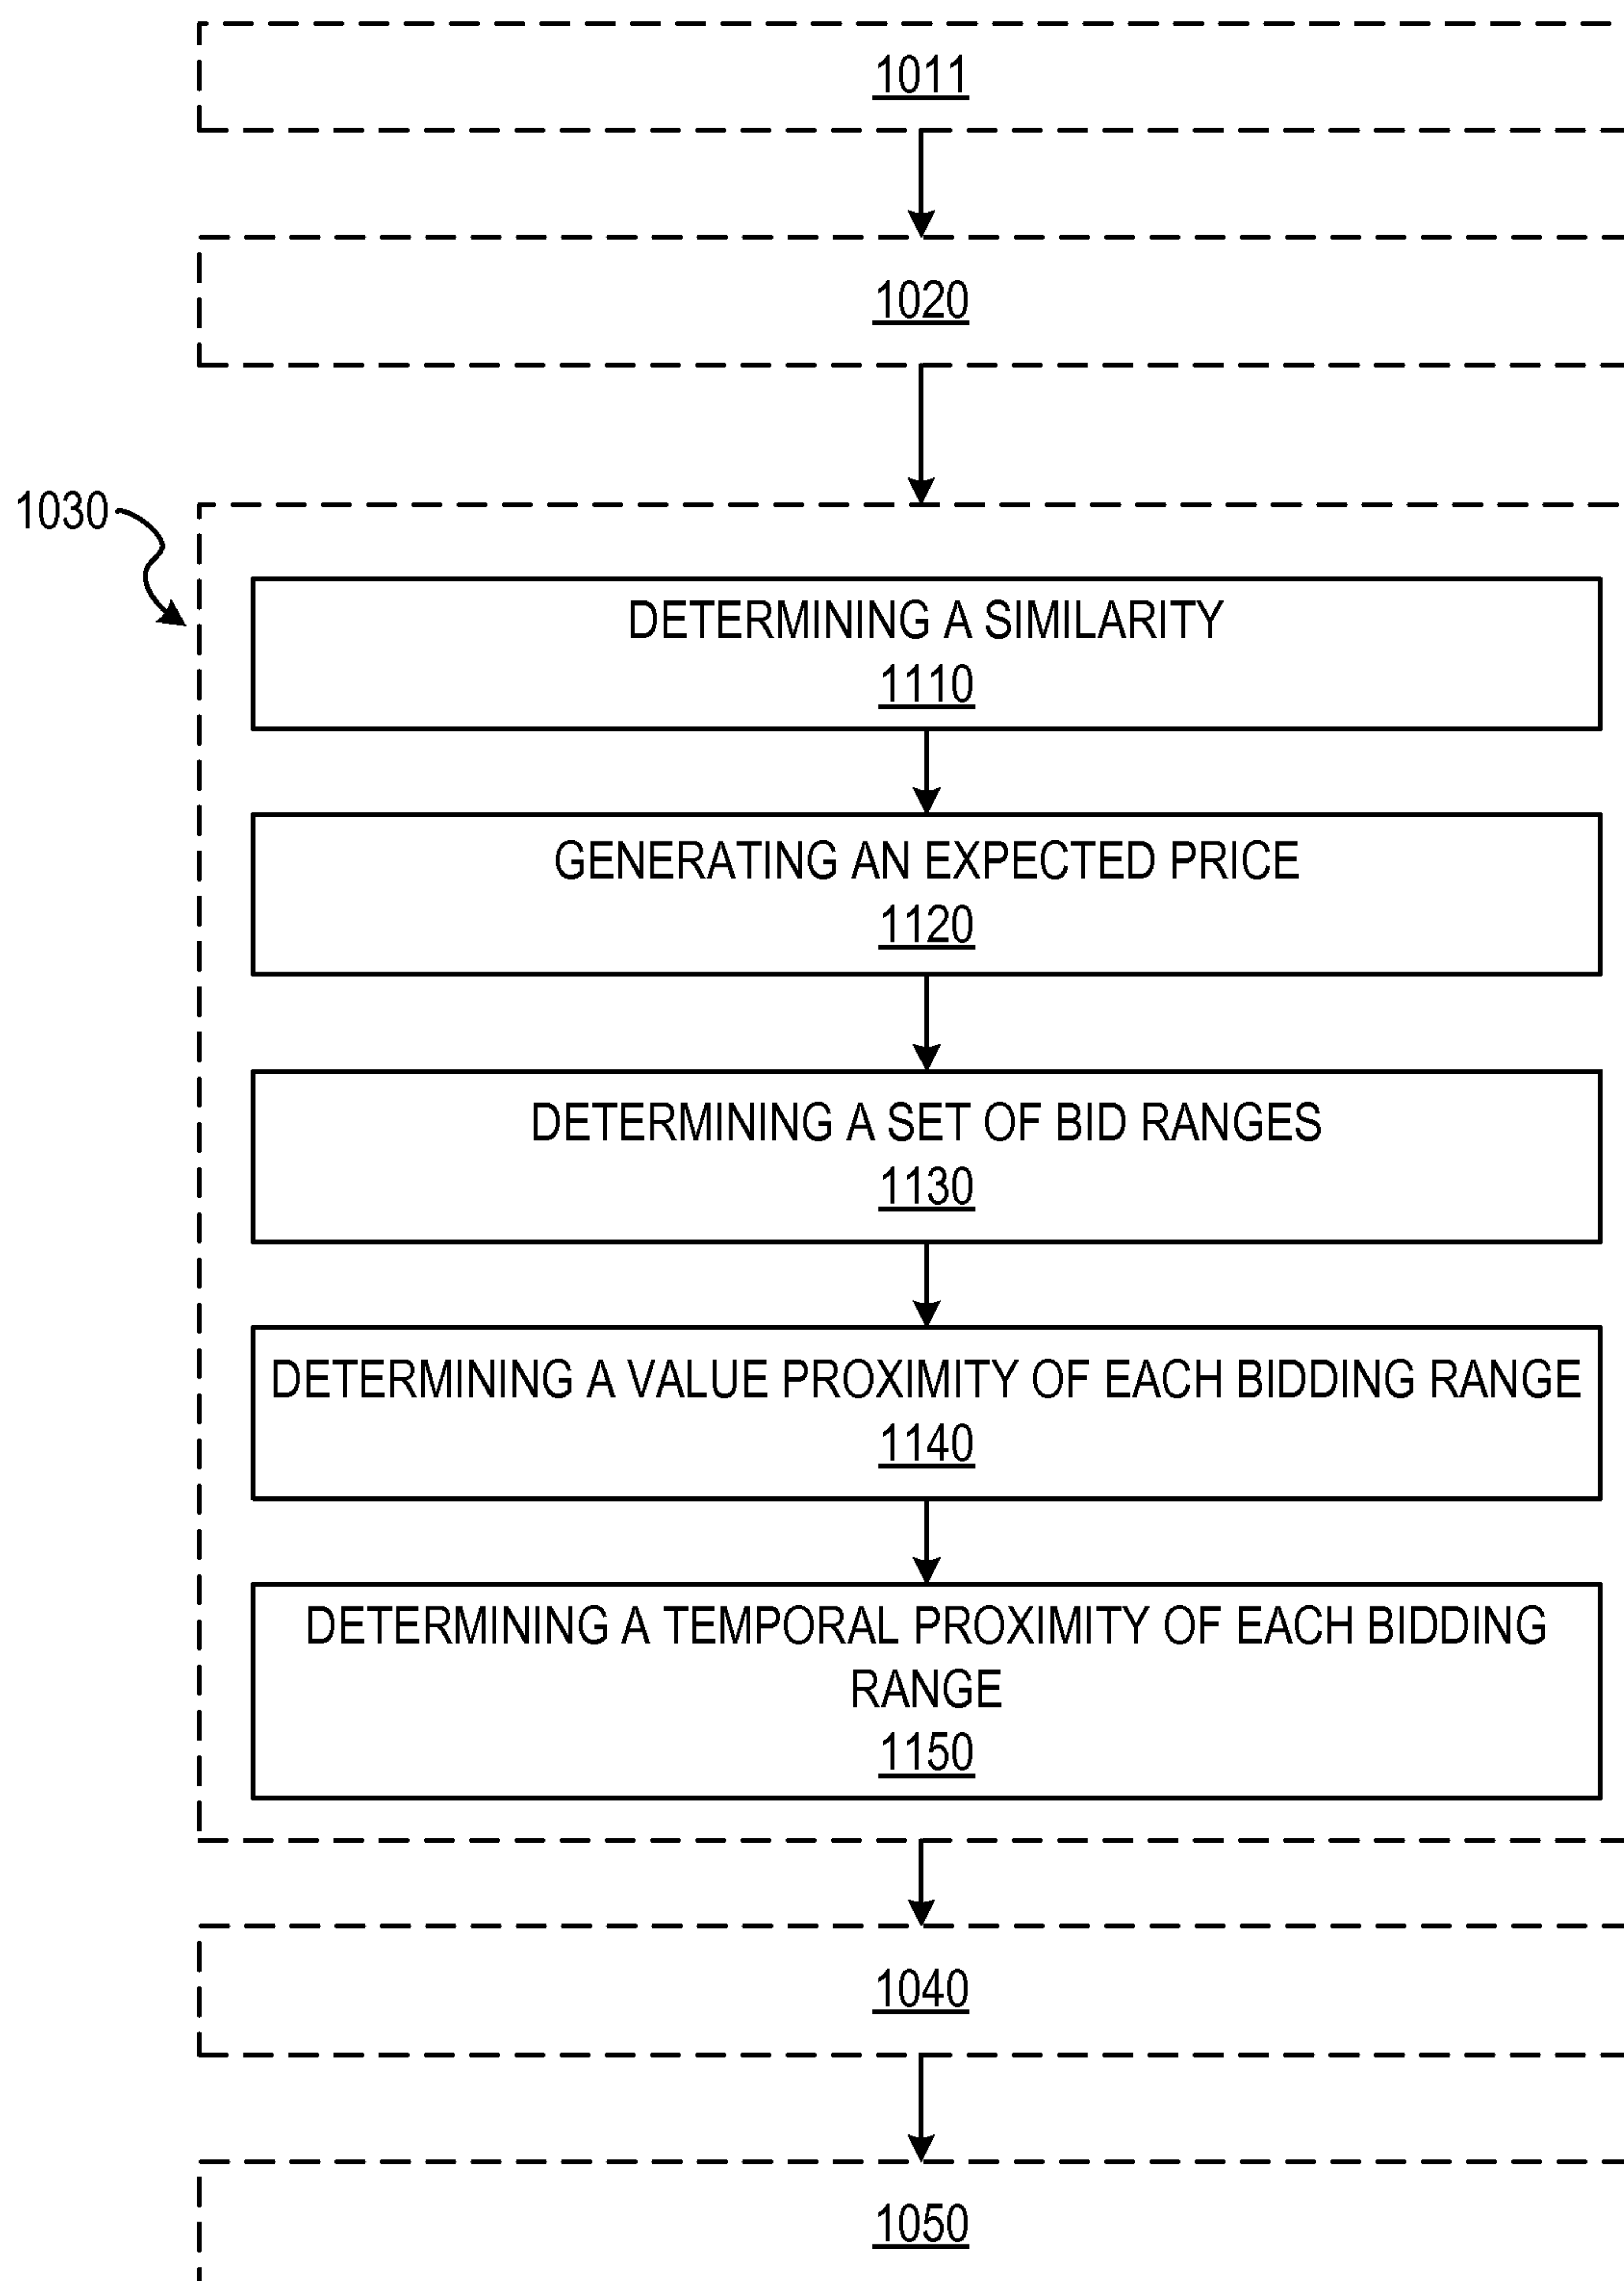 1011
1020
1030
DETERMINING A SIMILARITY
1110
GENERATING AN EXPECTED PRICE
1120
DETERMINING A SET OF BID RANGES
1130
DETERMINING A VALUE PROXIMITY OF EACH BIDDING RANGE
1140
DETERMINING A TEMPORAL PROXIMITY OF EACH BIDDING
RANGE
1150
1040
1050